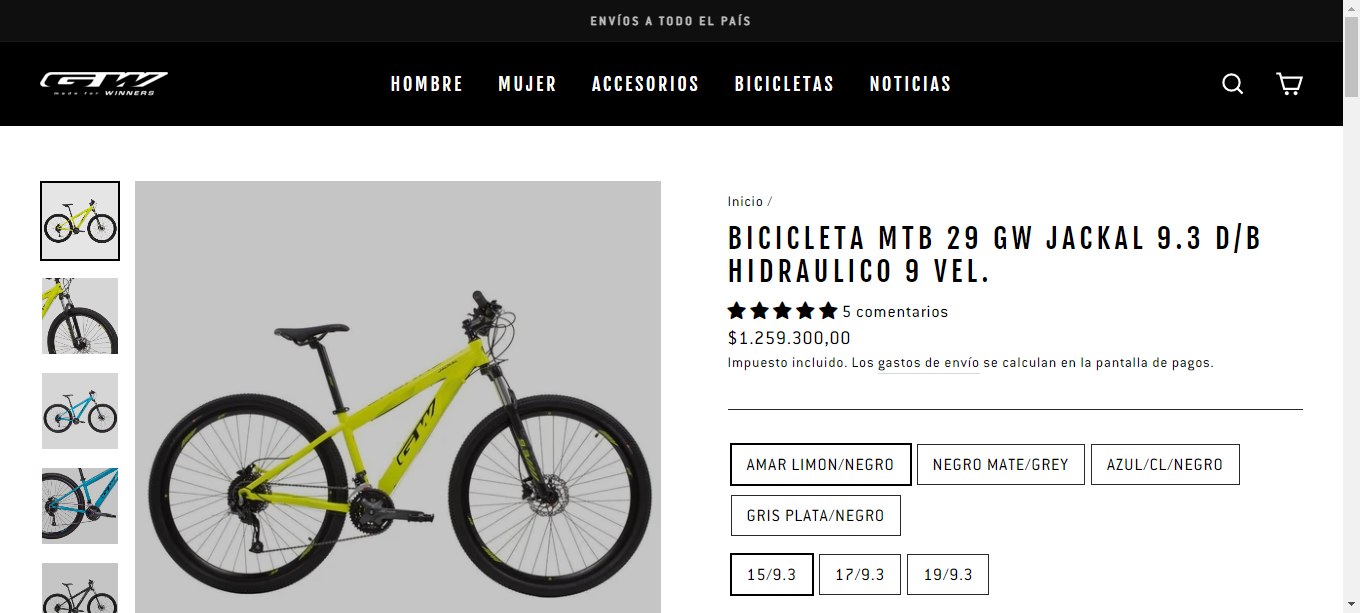 ENVÍOS A TODO EL PAÍS
GW
made for WINNERS
HOMBRE MUJER ACCESORIOS BICICLETAS NOTICIAS
Inicio /
BICICLETA MTB 29 GW JACKAL 9.3 D/B
HIDRAULICO 9 VEL.
5 comentarios
$1.259.300,00
Impuesto incluido. Los gastos de envío se calculan en la pantalla de pagos.
AMAR LIMON/NEGRO NEGRO MATE/GREY AZUL/CL/NEGRO
GRIS PLATA/NEGRO
15/9.3 17/9.3 19/9.3
GW